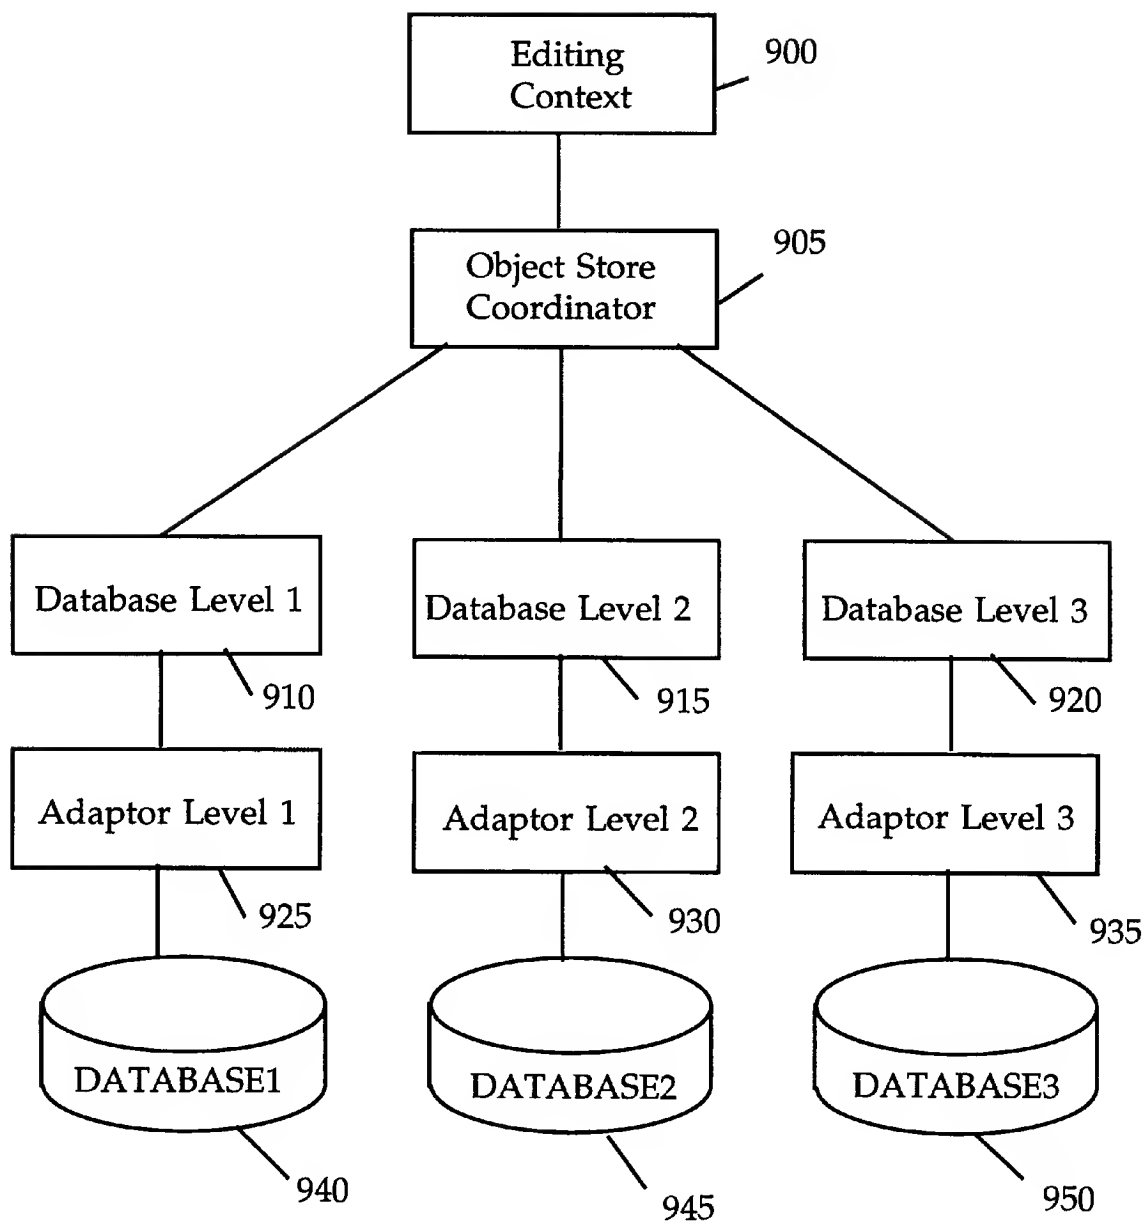 Editing
Context
900
Object Store
Coordinator
905
Database Level 1
Database Level 2
Database Level 3
910
915
920
Adaptor Level 1
Adaptor Level 2
Adaptor Level 3
925
930
935
DATABASE1
DATABASE2
DATABASE3
940
945
950